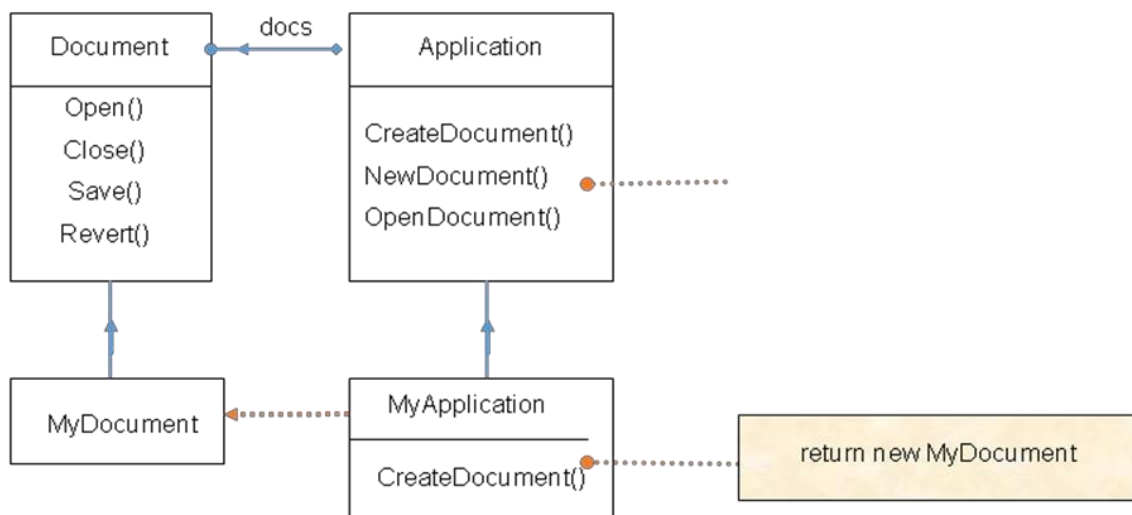 Document
docs
Application
Open()
Close()
Save()
Revert()
CreateDocument()
NewDocument()
OpenDocument()
MyDocument
MyApplication
CreateDocument()
return new MyDocument